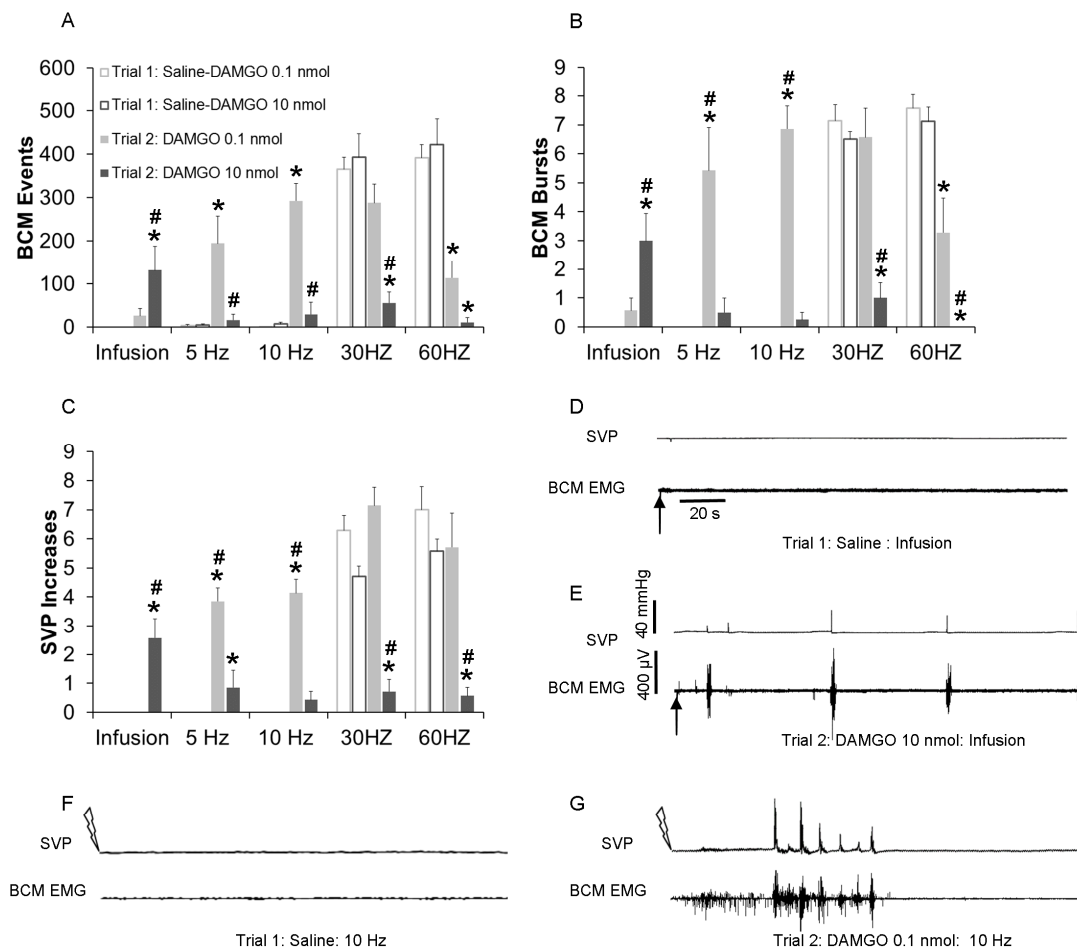 A
BCM Events
600
500
400
300
200
100
0
Trial 1: Saline-DAMGO 0.1 nmol
Trial 1: Saline-DAMGO 10 nmol
Trial 2: DAMGO 0.1 nmol
Trial 2: DAMGO 10 nmol
#
*
*
#
*
#
#
*
*
*
Infusion 5 Hz 10 Hz 30HZ 60HZ
B
BCM Bursts
9
8
7
6
5
4
3
2
1
0
#
*
#
*
#
*
#
*
*
#
*
Infusion 5 Hz 10 Hz 30HZ 60HZ
C
SVP Increases
9
8
7
6
5
4
3
2
1
0
#
*
#
*
*
#
*
#
*
#
*
Infusion 5 Hz 10 Hz 30HZ 60HZ
D
SVP
BCM EMG
20 s
Trial 1: Saline : Infusion
E
40 mmHg
SVP
400 µV
BCM EMG
Trial 2: DAMGO 10 nmol: Infusion
F
SVP
BCM EMG
Trial 1: Saline: 10 Hz
G
SVP
BCM EMG
Trial 2: DAMGO 0.1 nmol: 10 Hz